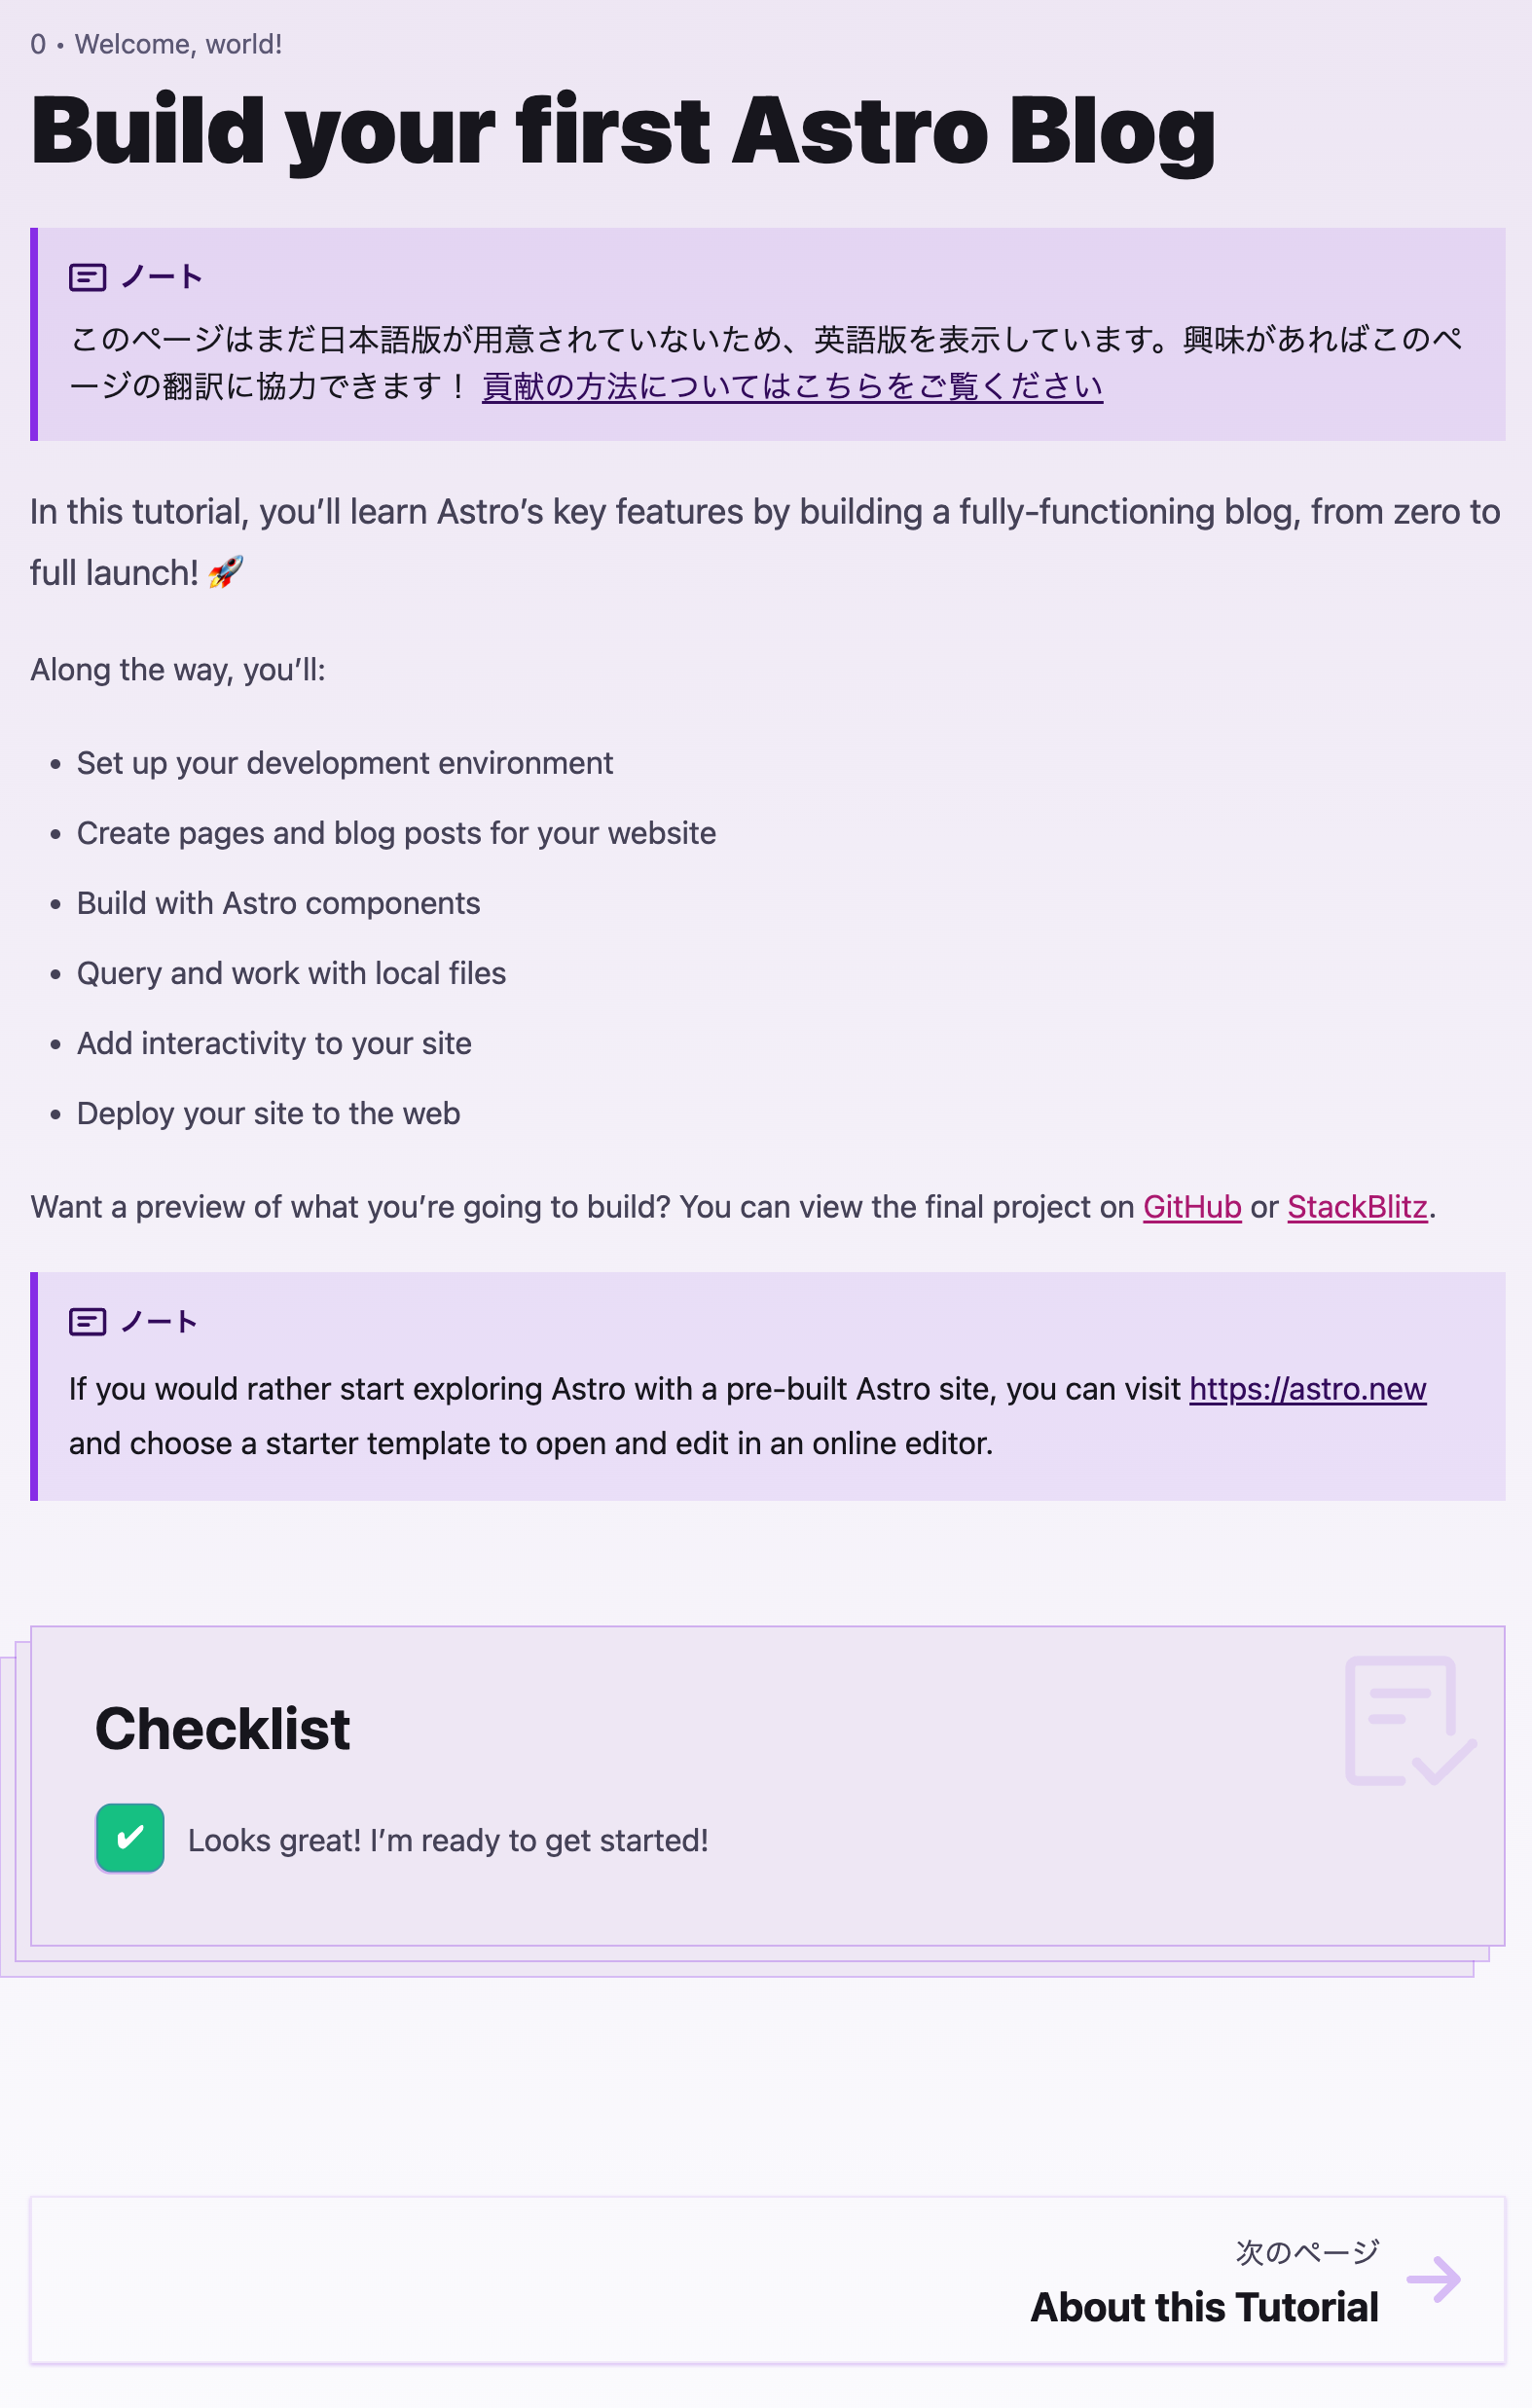 0 • Welcome, world!
Build your first Astro Blog
ノート
このページはまだ日本語版が用意されていないため、英語版を表示しています。興味があればこのペ
ージの翻訳に協力できます！ 貢献の方法についてはこちらをご覧ください
In this tutorial, you’ll learn Astro’s key features by building a fully-functioning blog, from zero to
full launch! 🚀
Along the way, you’ll:
• Set up your development environment
• Create pages and blog posts for your website
• Build with Astro components
• Query and work with local files
• Add interactivity to your site
• Deploy your site to the web
Want a preview of what you’re going to build? You can view the final project on GitHub or StackBlitz.
ノート
If you would rather start exploring Astro with a pre-built Astro site, you can visit https://astro.new
and choose a starter template to open and edit in an online editor.
Checklist
✔ Looks great! I’m ready to get started!
次のページ
About this Tutorial